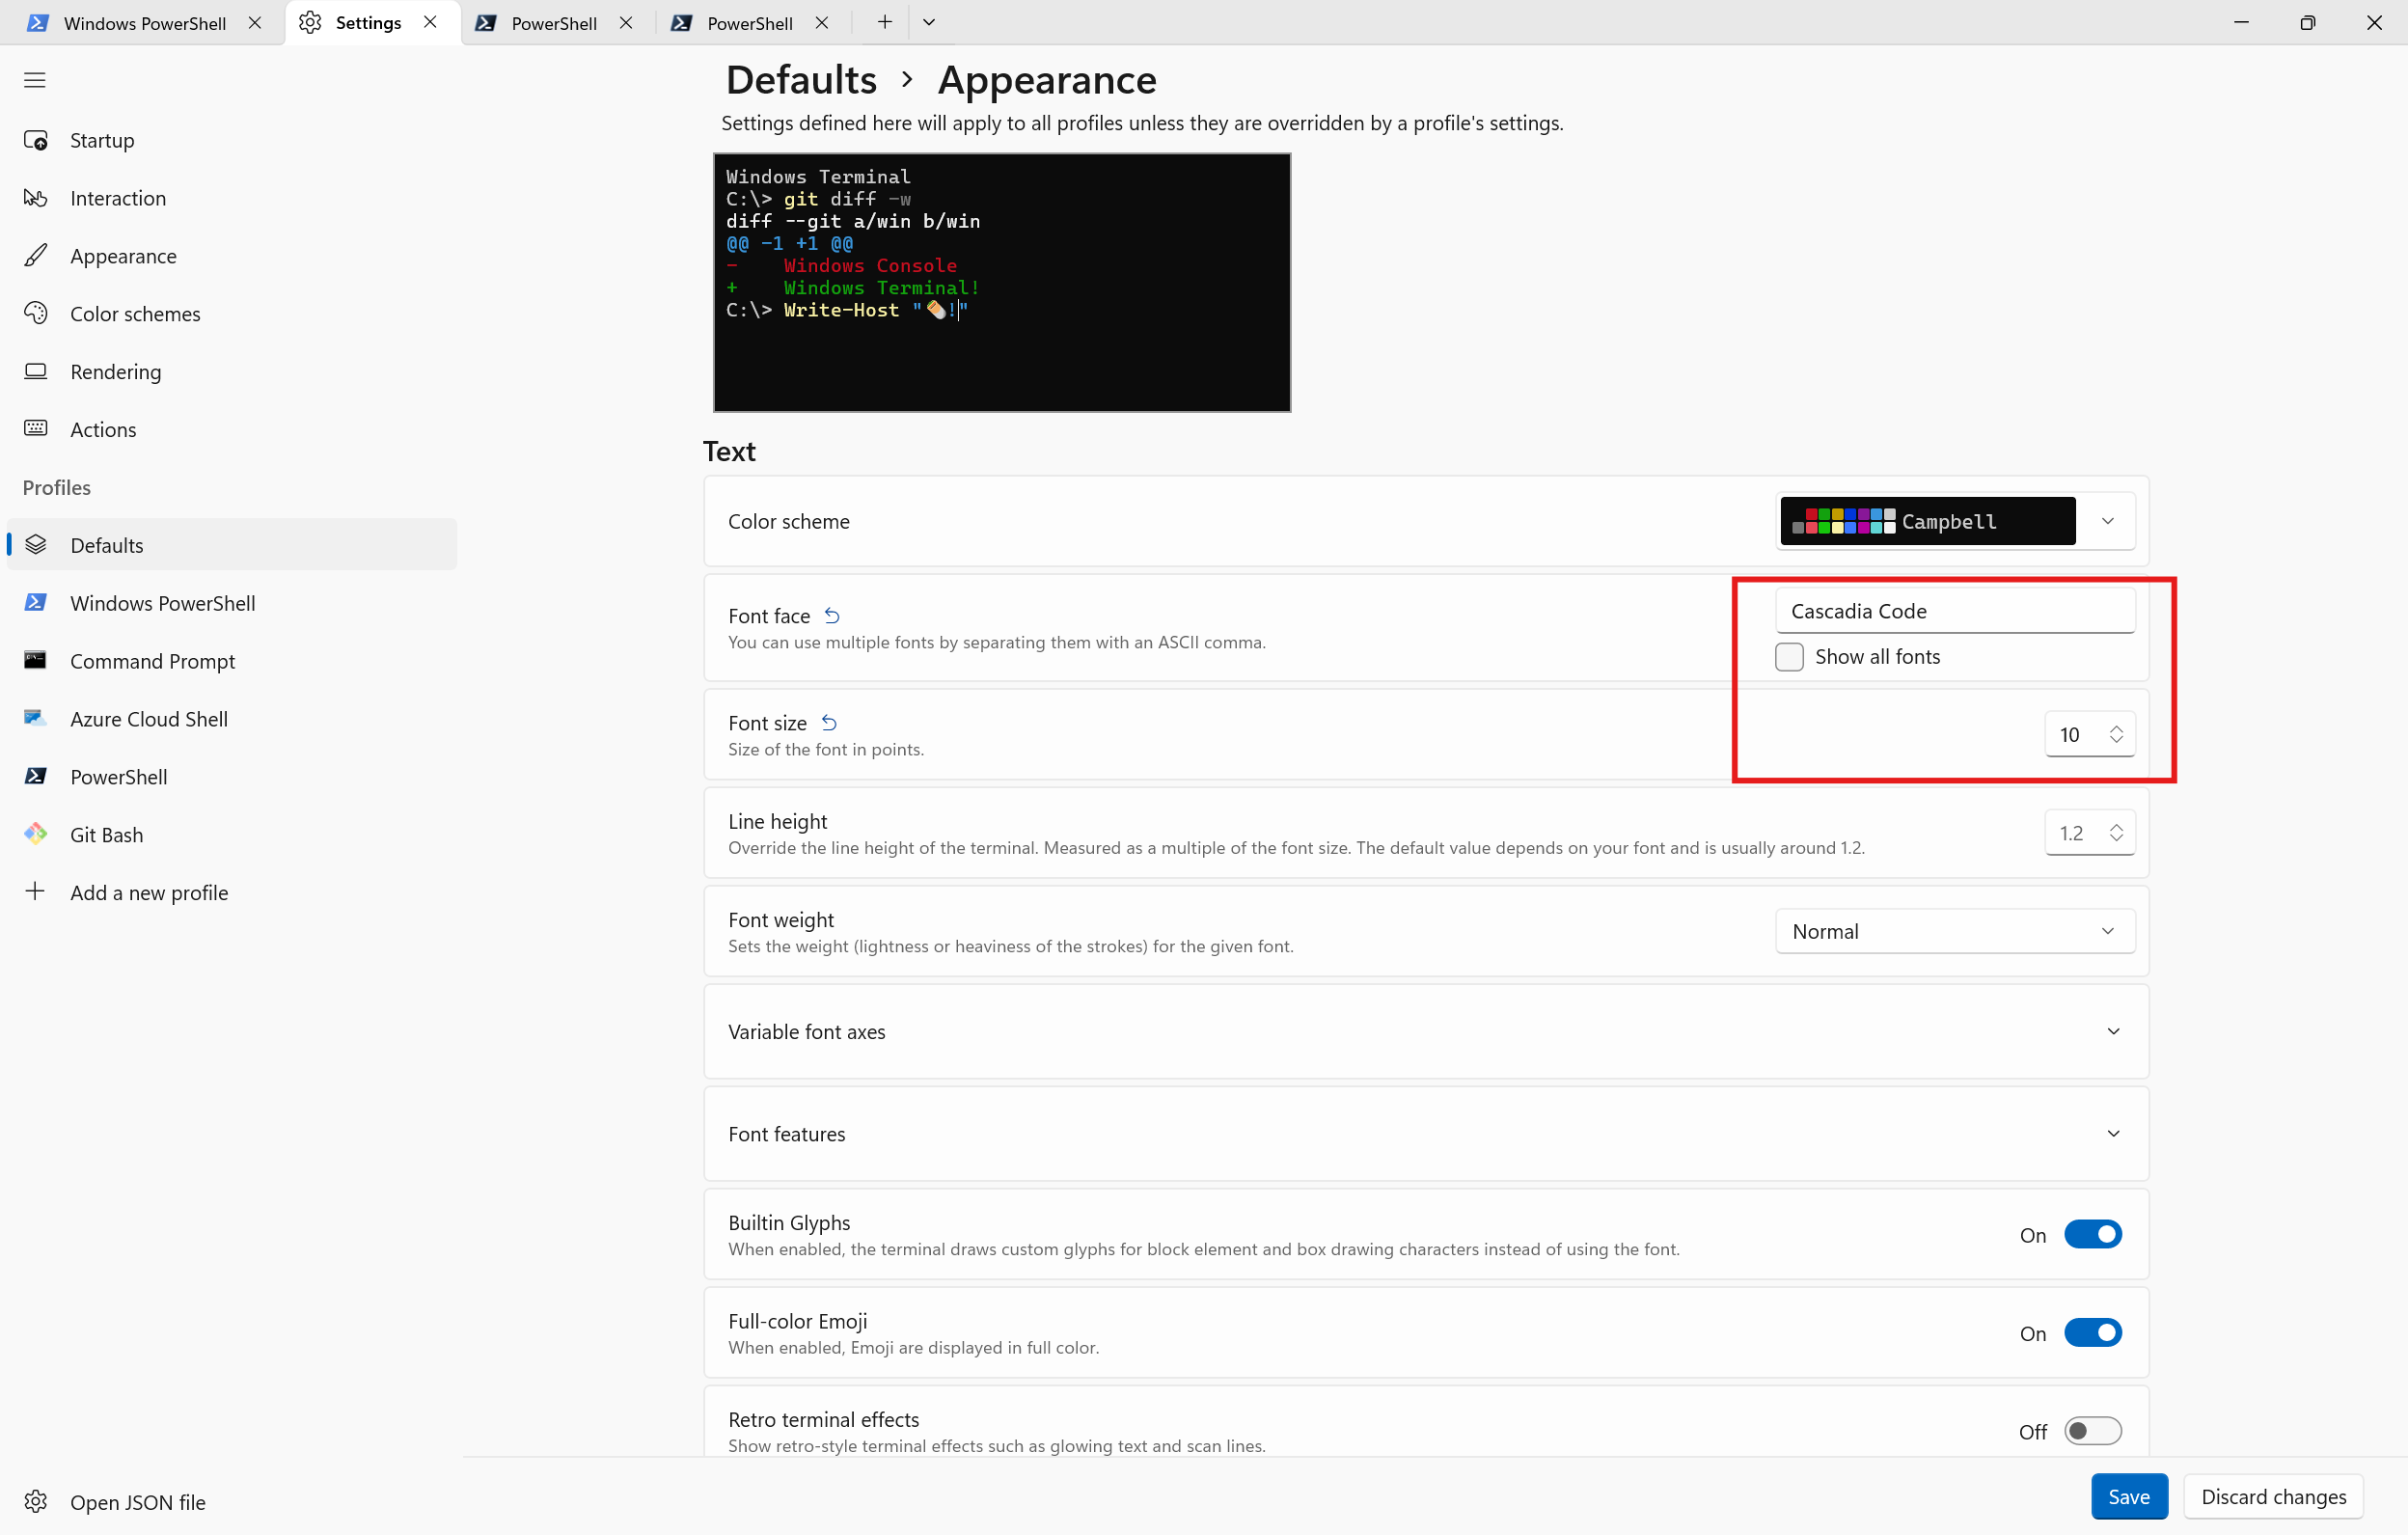 Windows PowerShell
Settings
PowerShell
PowerShell
Defaults > Appearance
Settings defined here will apply to all profiles unless they are overridden by a profile's settings.
Startup
Interaction
Appearance
Color schemes
Rendering
Actions
Profiles
Defaults
Windows PowerShell
Command Prompt
Azure Cloud Shell
PowerShell
Git Bash
Add a new profile
Open JSON file
Windows Terminal
C:\> git diff -w
diff --git a/win b/win
@@ -1 +1 @@
-    Windows Console
+    Windows Terminal!
C:\> Write-Host "🌯!"
Text
Color scheme
Campbell
Font face
You can use multiple fonts by separating them with an ASCII comma.
Cascadia Code
Show all fonts
Font size
Size of the font in points.
10
Line height
Override the line height of the terminal. Measured as a multiple of the font size. The default value depends on your font and is usually around 1.2.
1.2
Font weight
Sets the weight (lightness or heaviness of the strokes) for the given font.
Normal
Variable font axes
Font features
Builtin Glyphs
When enabled, the terminal draws custom glyphs for block element and box drawing characters instead of using the font.
On
Full-color Emoji
When enabled, Emoji are displayed in full color.
On
Retro terminal effects
Show retro-style terminal effects such as glowing text and scan lines.
Off
Save
Discard changes